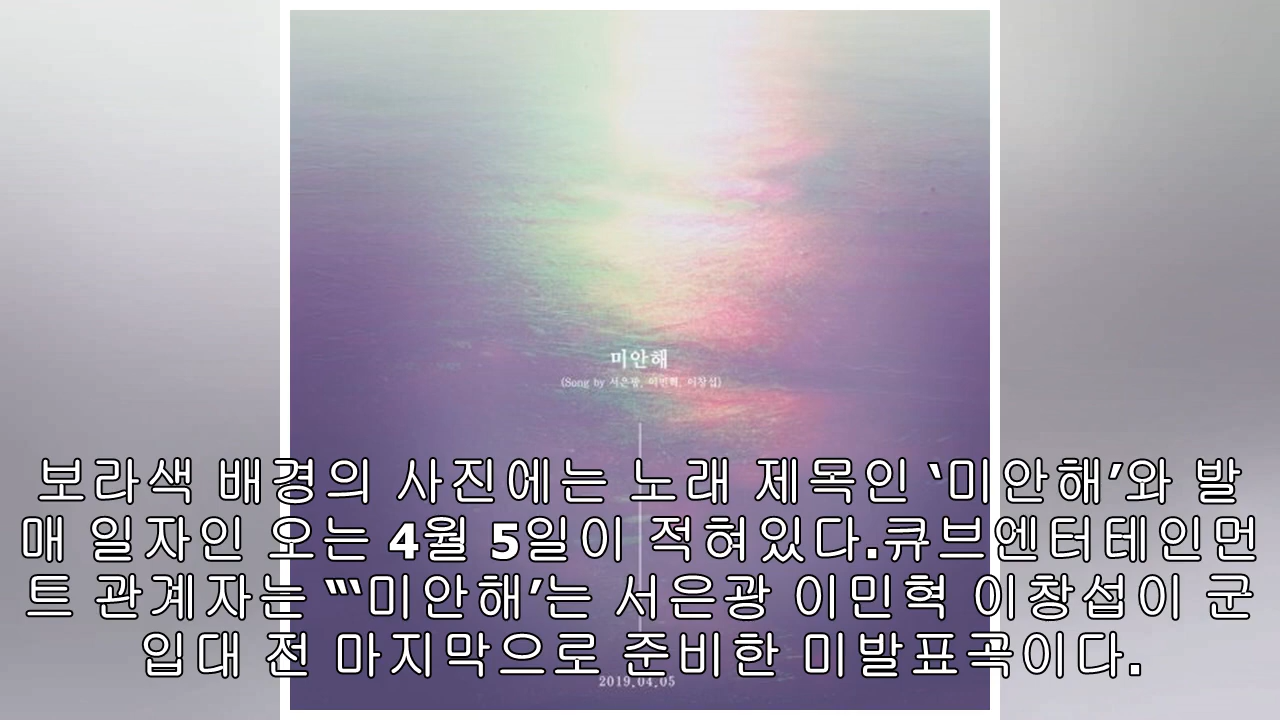 미안해
(Song by 서은광, 이민혁, 이창섭)
보라색 배경의 사진에는 노래 제목인 ‘미안해’와 발
매 일자인 오는 4월 5일이 적혀있다.큐브엔터테인먼
트 관계자는 “‘미안해’는 서은광 이민혁 이창섭이 군
입대 전 마지막으로 준비한 미발표곡이다.
2019.04.05